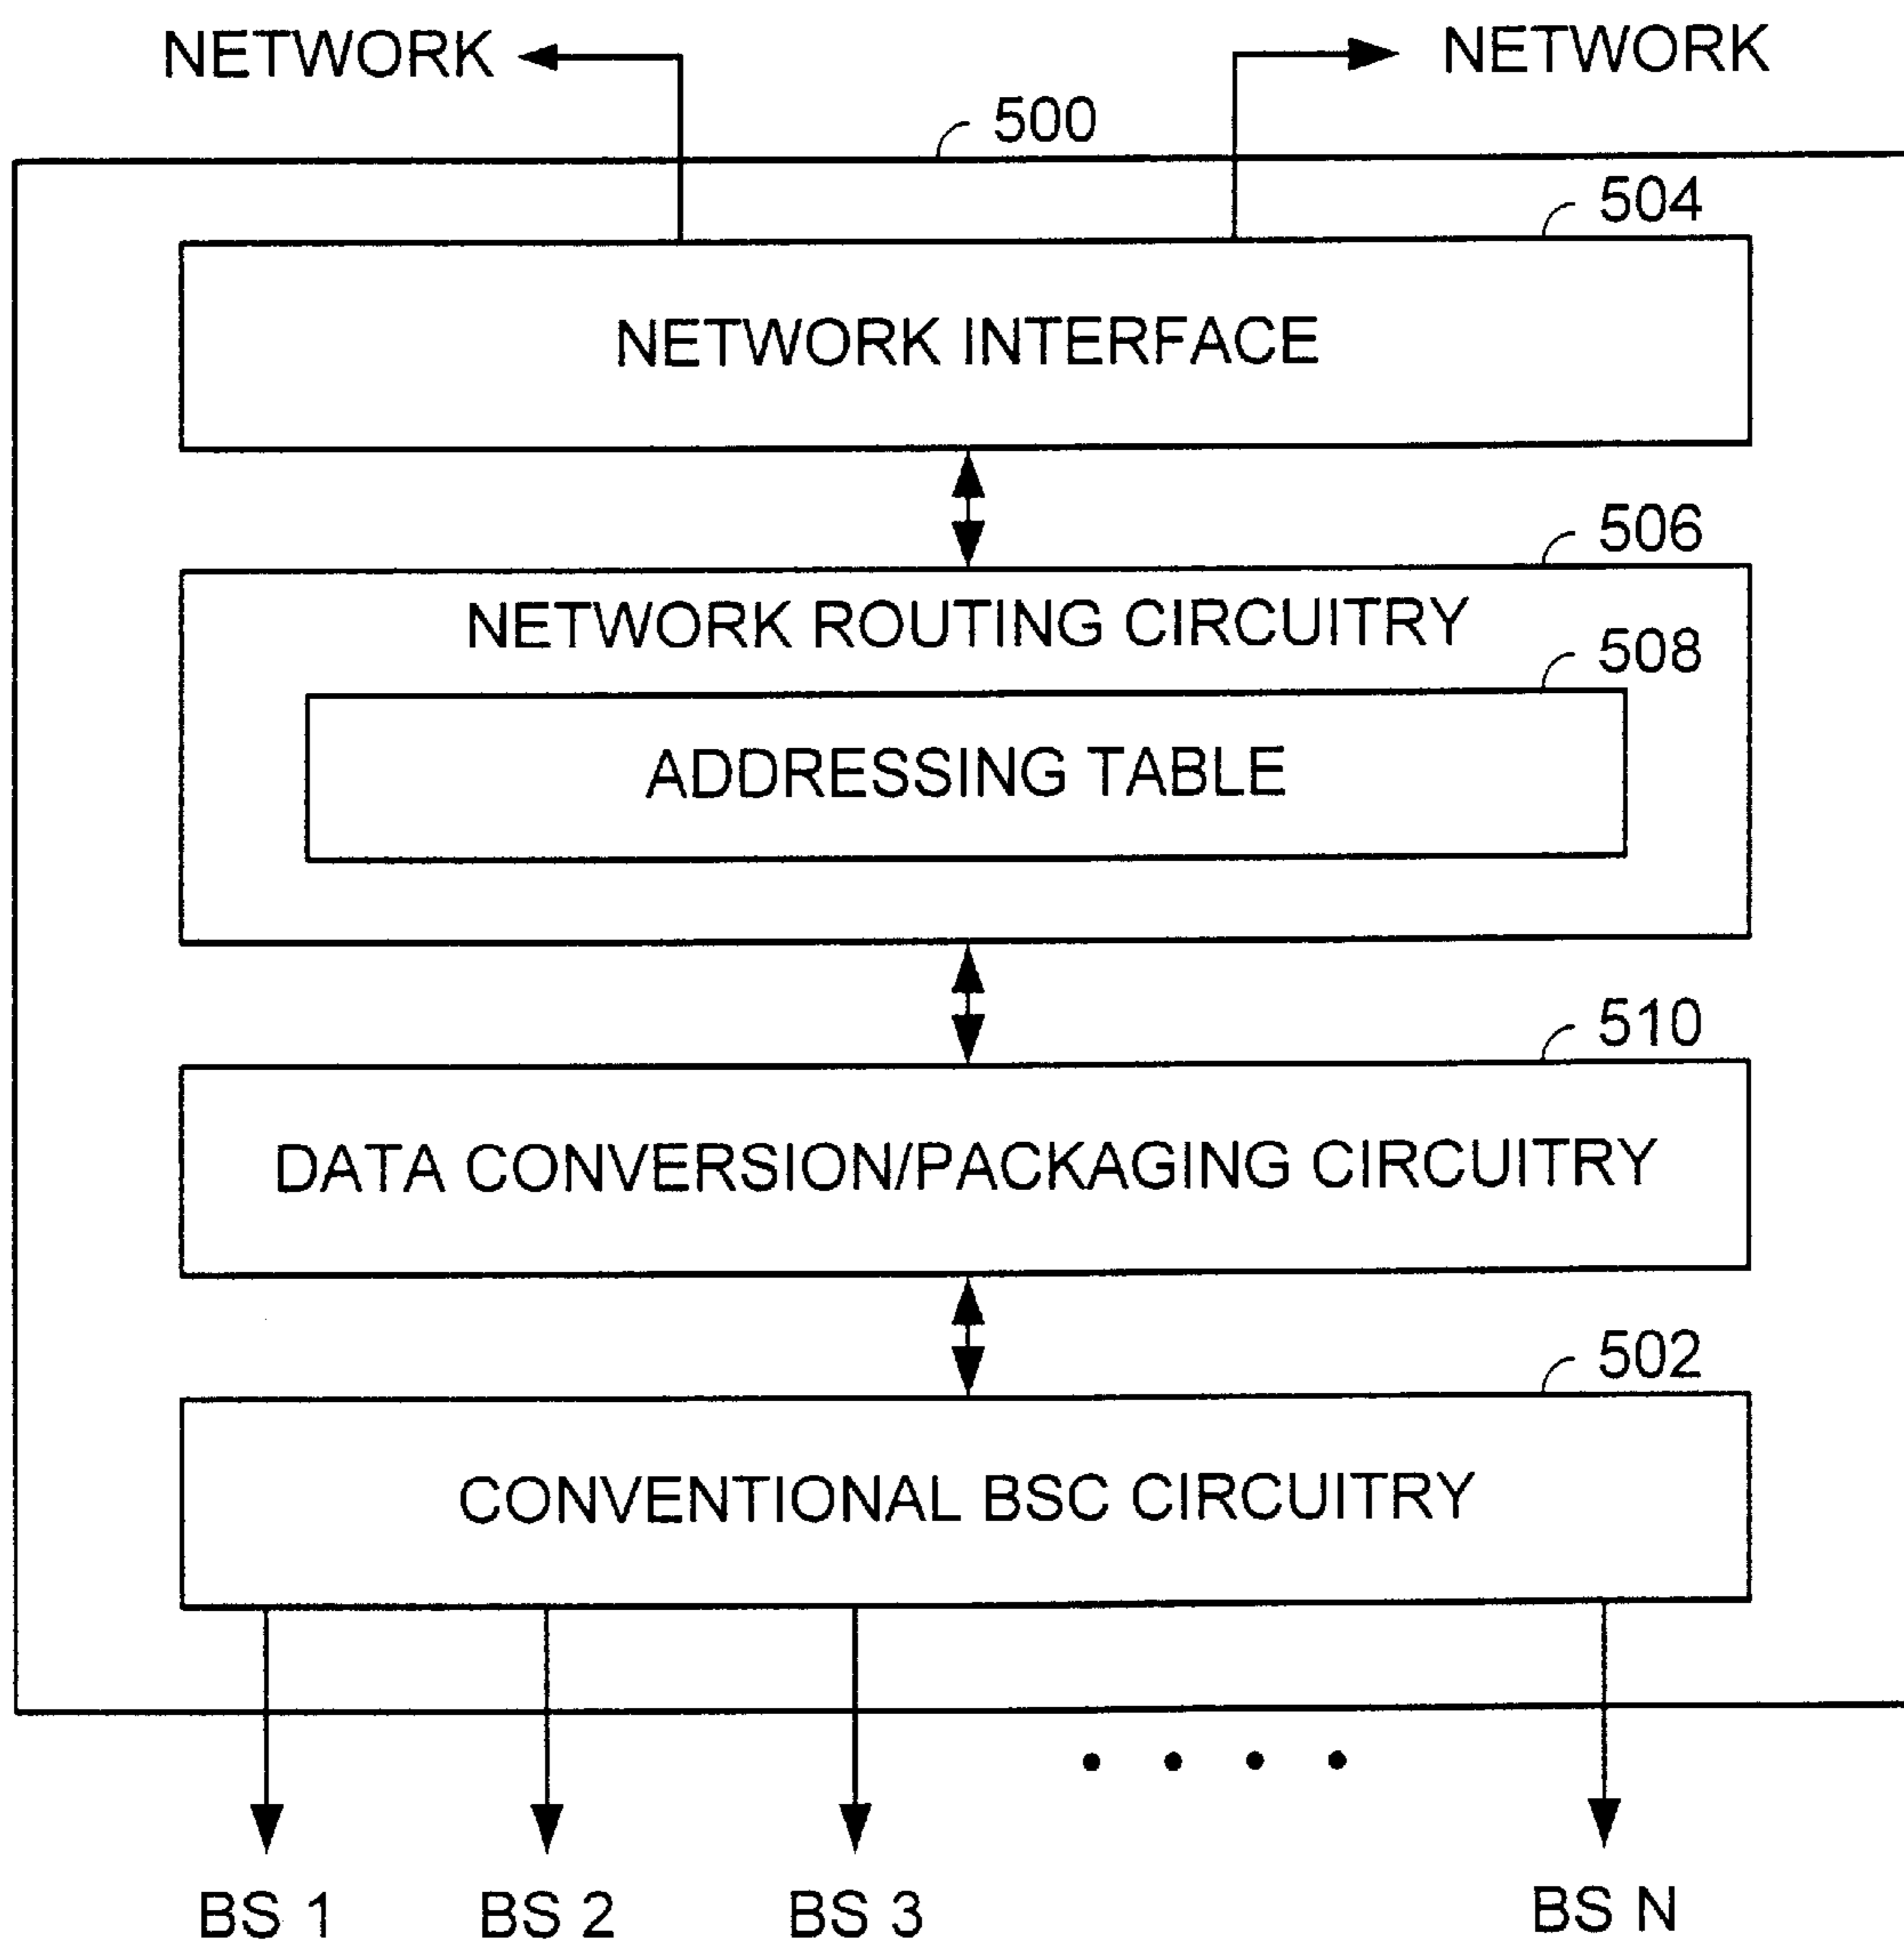 NETWORK NETWORK
500
504
NETWORK INTERFACE
506
NETWORK ROUTING CIRCUITRY
508
ADDRESSING TABLE
510
DATA CONVERSION/PACKAGING CIRCUITRY
502
CONVENTIONAL BSC CIRCUITRY
BS 1 BS 2 BS 3 BS N